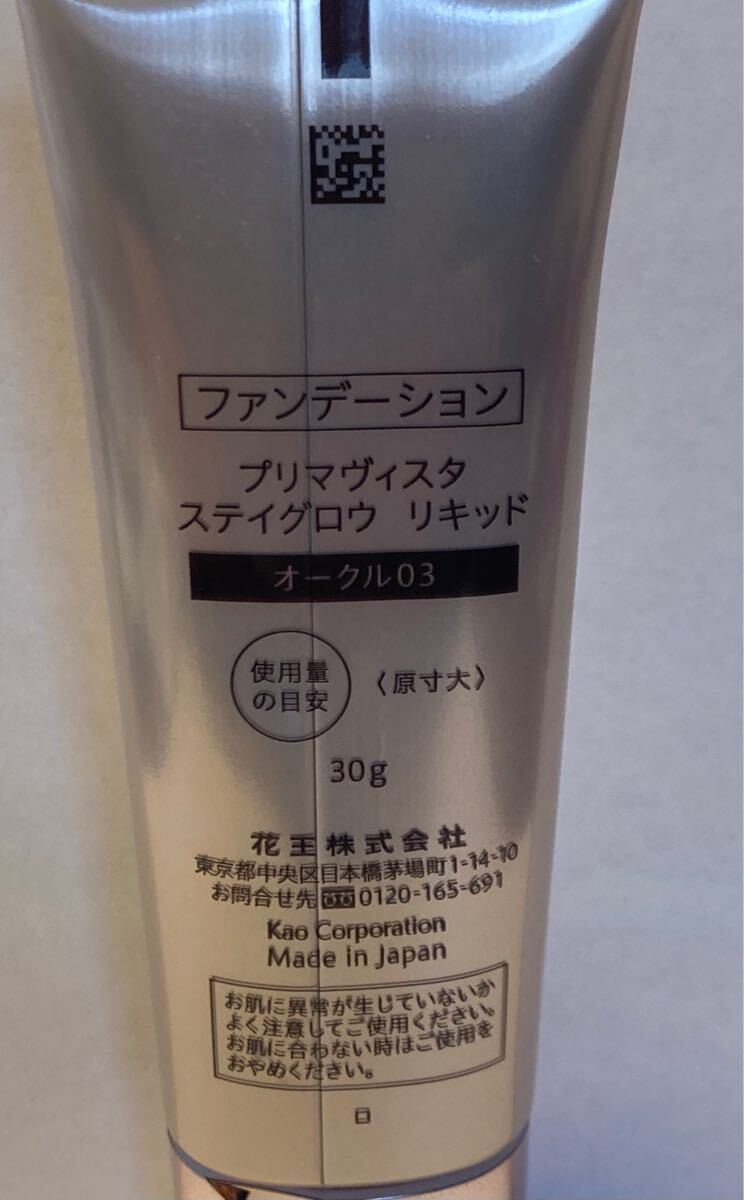 ファンデーション
プリマヴィスタ
ステイグロウ リキッド
オークル03
使用量
の目安
〈原寸大〉
30g
花王株式会社
東京都中央区日本橋茅場町1-14-10
お問合せ先 0120-165-691
Kao Corporation
Made in Japan
お肌に異常が生じていないか
よく注意してご使用ください。
お肌に合わない時はご使用を
おやめください。